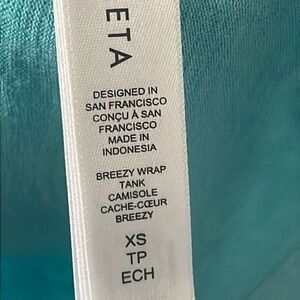 ETA
DESIGNED IN
SAN FRANCISCO
CONÇU À SAN
FRANCISCO
MADE IN
INDONESIA
BREEZY WRAP
TANK
CAMISOLE
CACHE-CŒUR
BREEZY
XS
TP
ECH